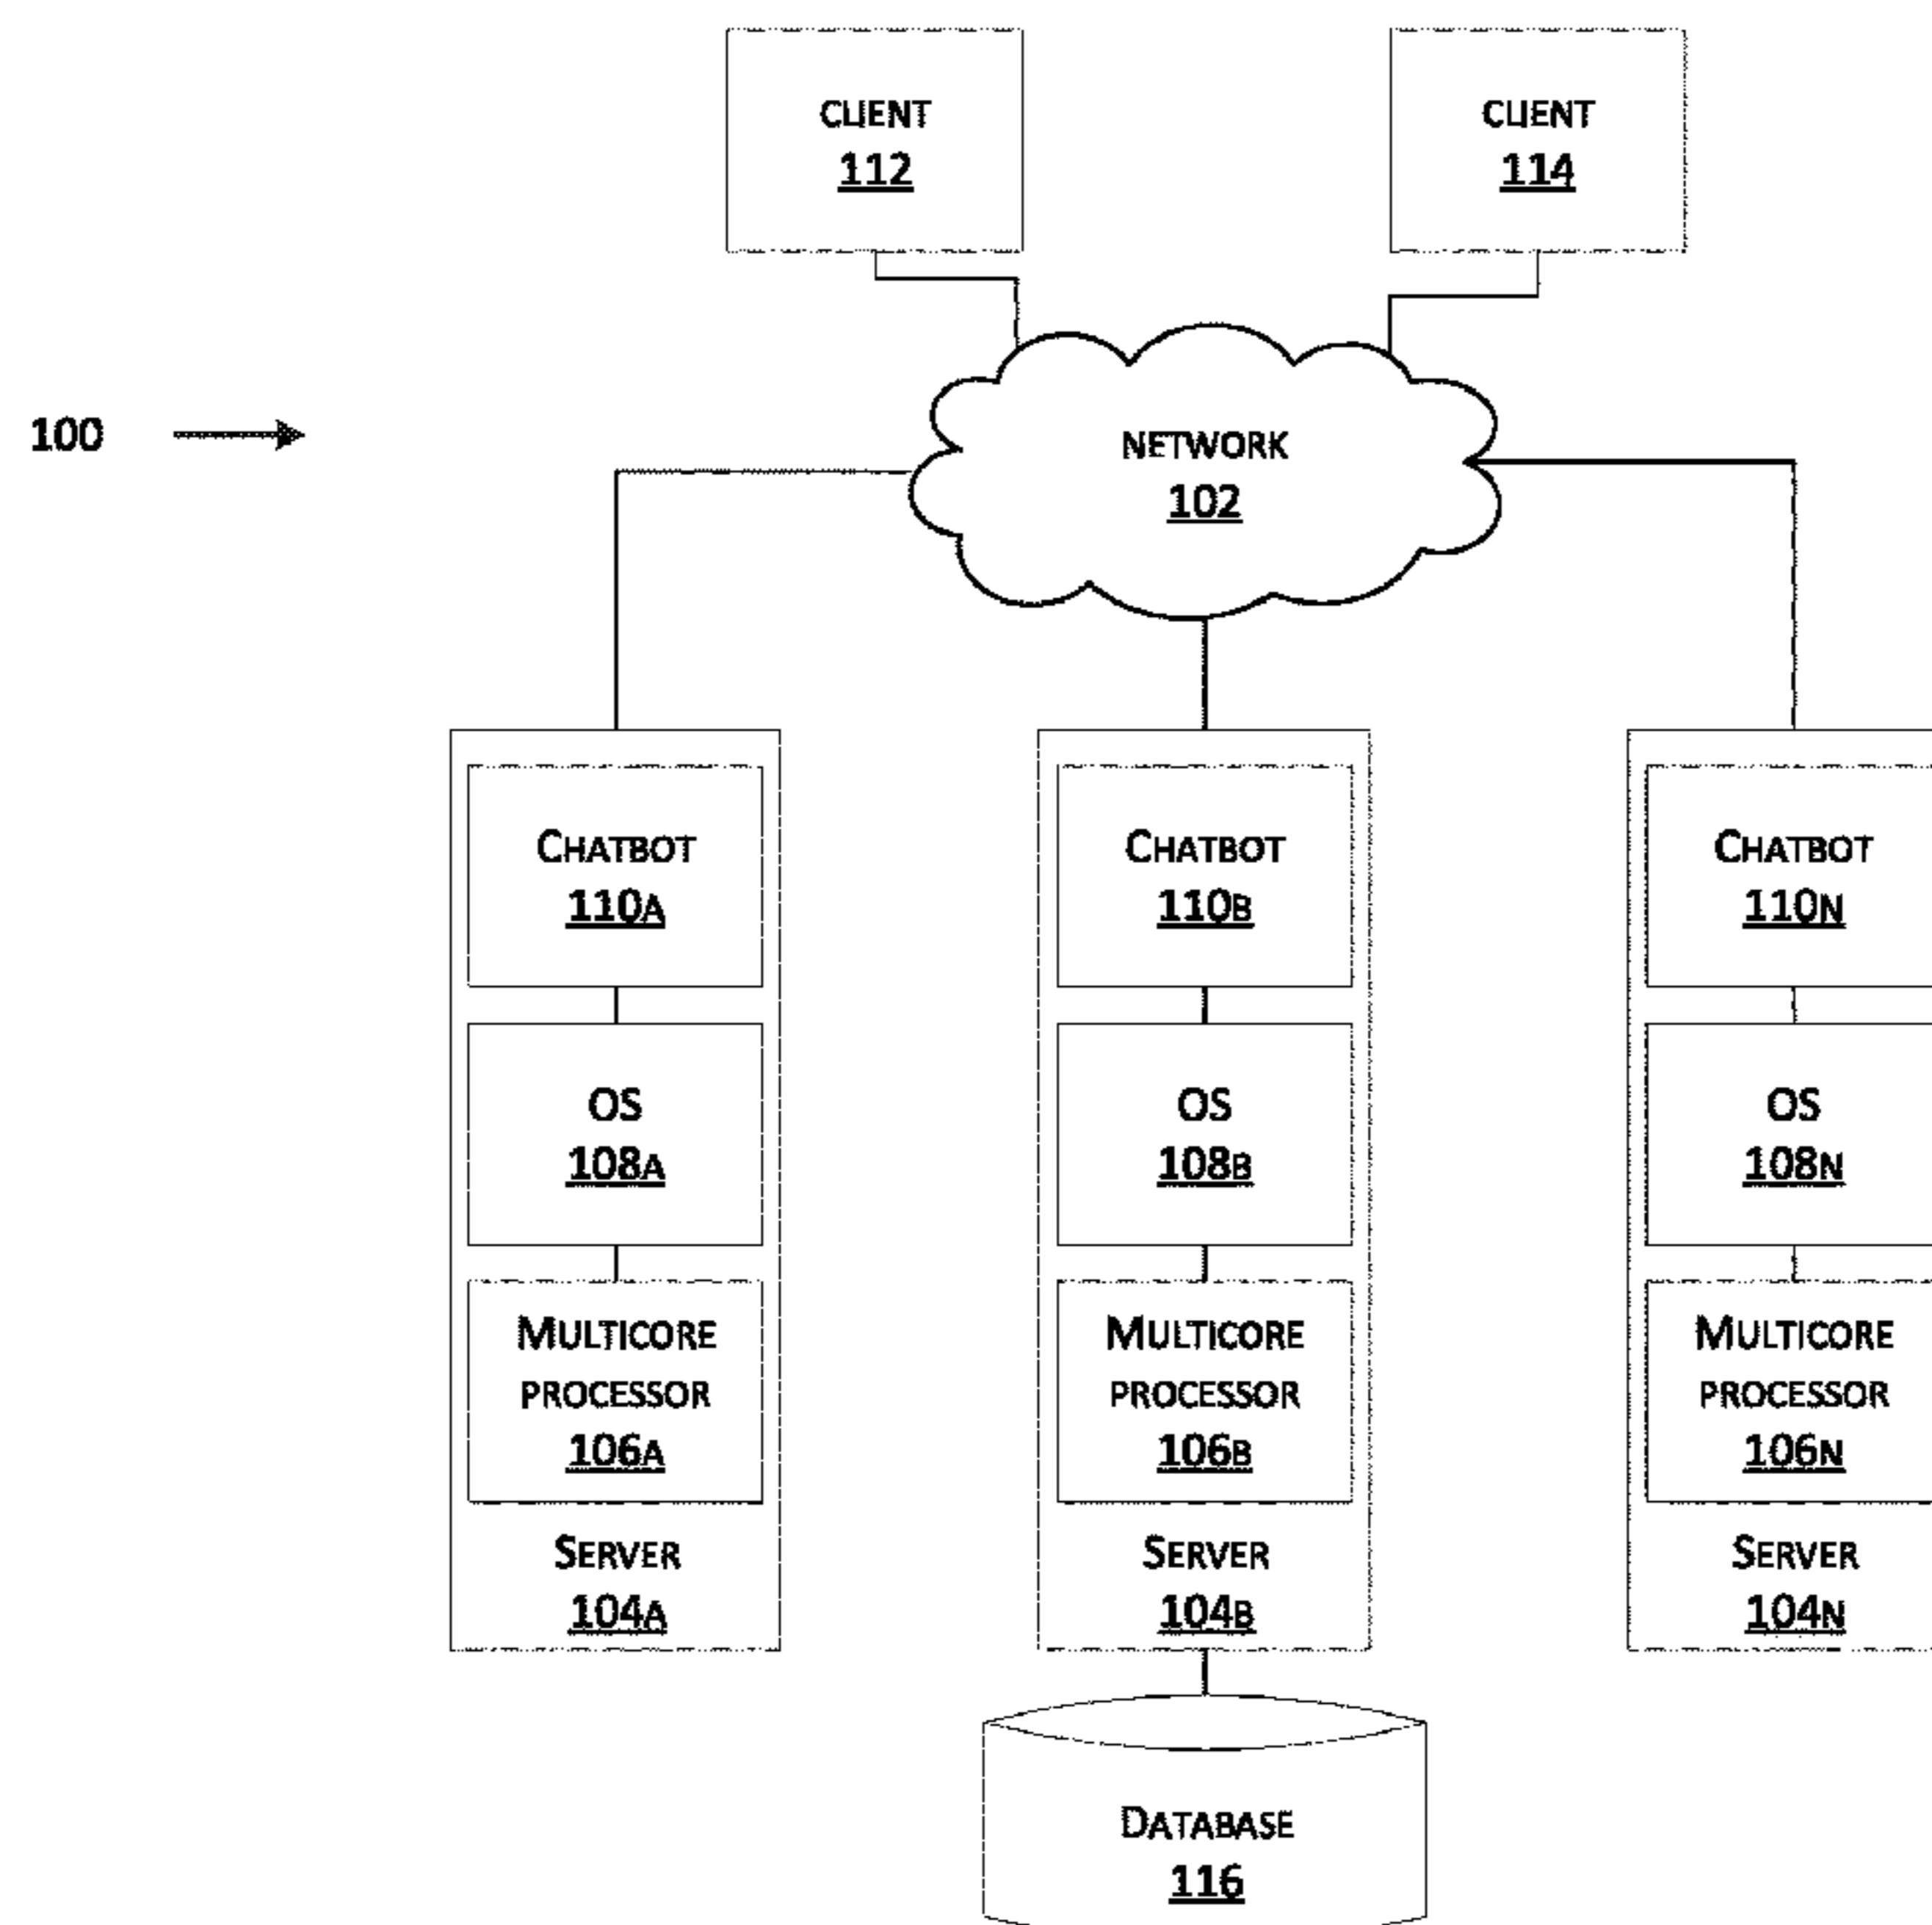 CLIENT
112
CLIENT
114
100
NETWORK
102
CHATBOT
110A
CHATBOT
110B
CHATBOT
110N
OS
108A
OS
108B
OS
108N
MULTICORE
PROCESSOR
106A
MULTICORE
PROCESSOR
106B
MULTICORE
PROCESSOR
106N
SERVER
104A
SERVER
104B
SERVER
104N
DATABASE
116